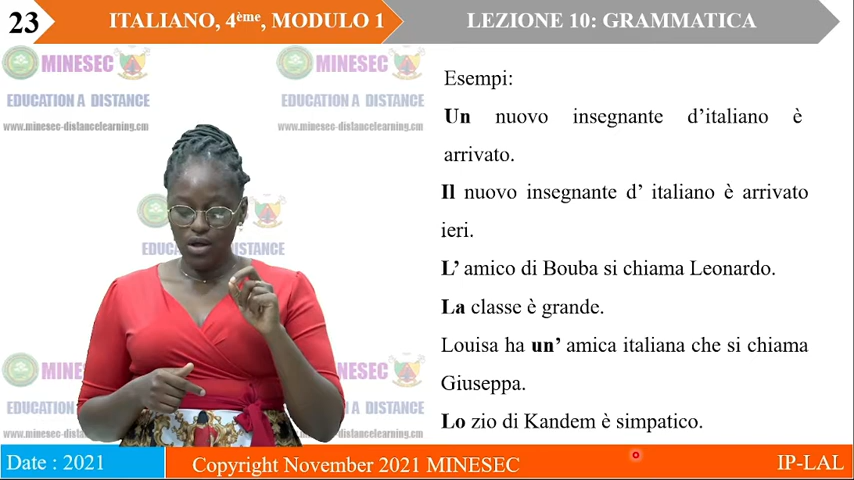 23
ITALIANO, 4ème, MODULO 1
LEZIONE 10: GRAMMATICA
MINESEC
EDUCATION A DISTANCE
www.minesec-distancelearning.cm
MINESEC
EDUCATION A DISTANCE
www.minesec-distancelearning.cm
Esempi:
Un nuovo insegnante d’italiano è
arrivato.
Il nuovo insegnante d’ italiano è arrivato
ieri.
L’ amico di Bouba si chiama Leonardo.
La classe è grande.
Louisa ha un’ amica italiana che si chiama
Giuseppa.
Lo zio di Kandem è simpatico.
Date : 2021
Copyright November 2021 MINESEC
IP-LAL